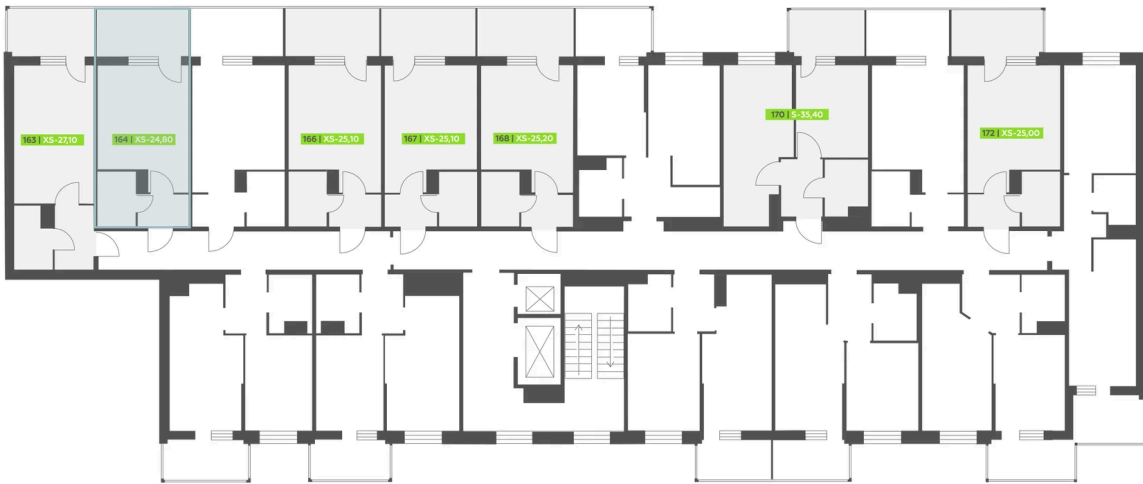 163 | XS-27,10
164 | XS-24,80
166 | XS-25,10
167 | XS-25,10
168 | XS-25,20
170 | S-35,40
172 | XS-25,00